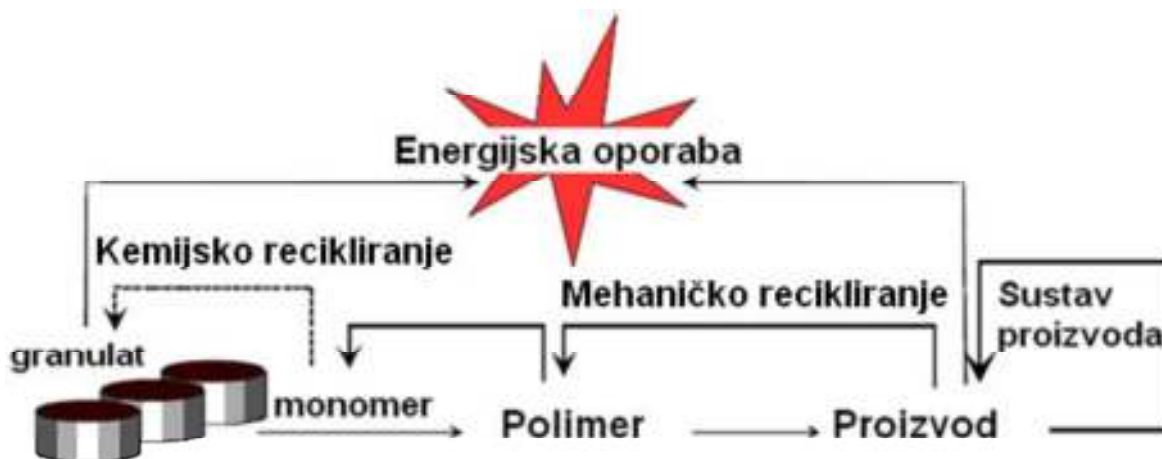 Energijska oporaba
Kemijsko recikliranje
Mehaničko recikliranje
Sustav
proizvoda
granulat
monomer
Polimer
Proizvod